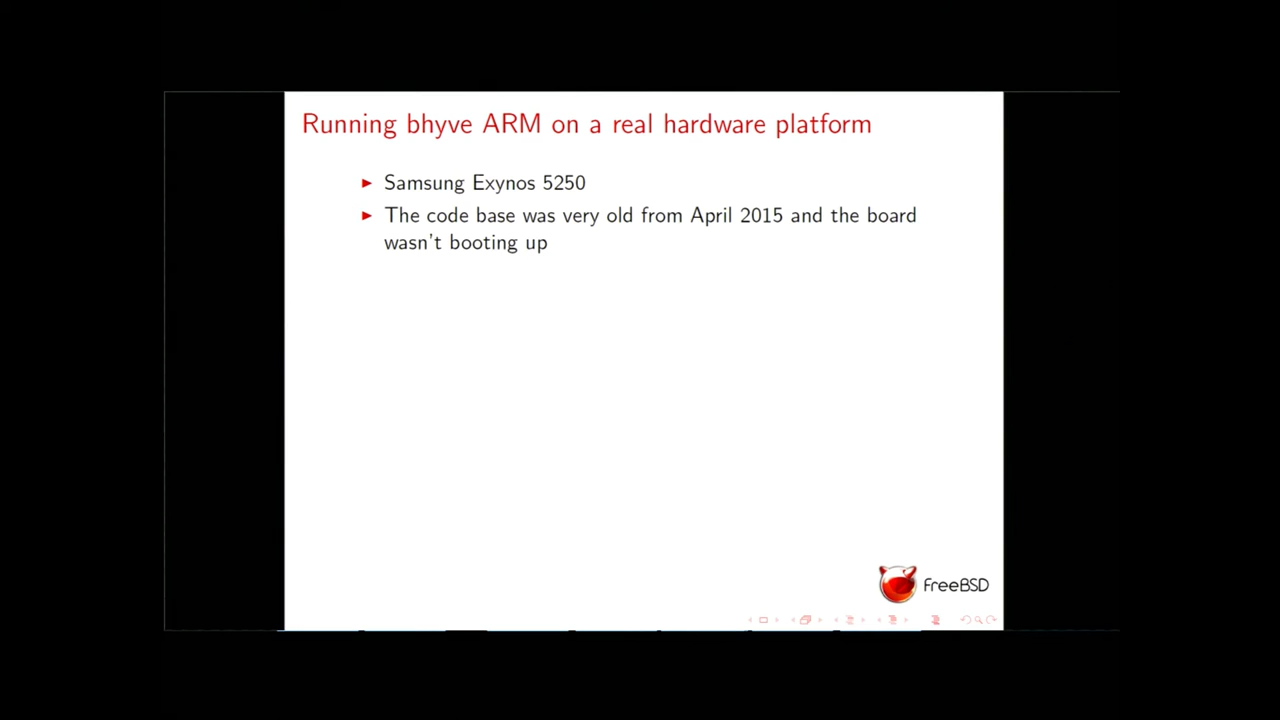 Running bhyve ARM on a real hardware platform
Samsung Exynos 5250
The code base was very old from April 2015 and the board
wasn't booting up
FreeBSD